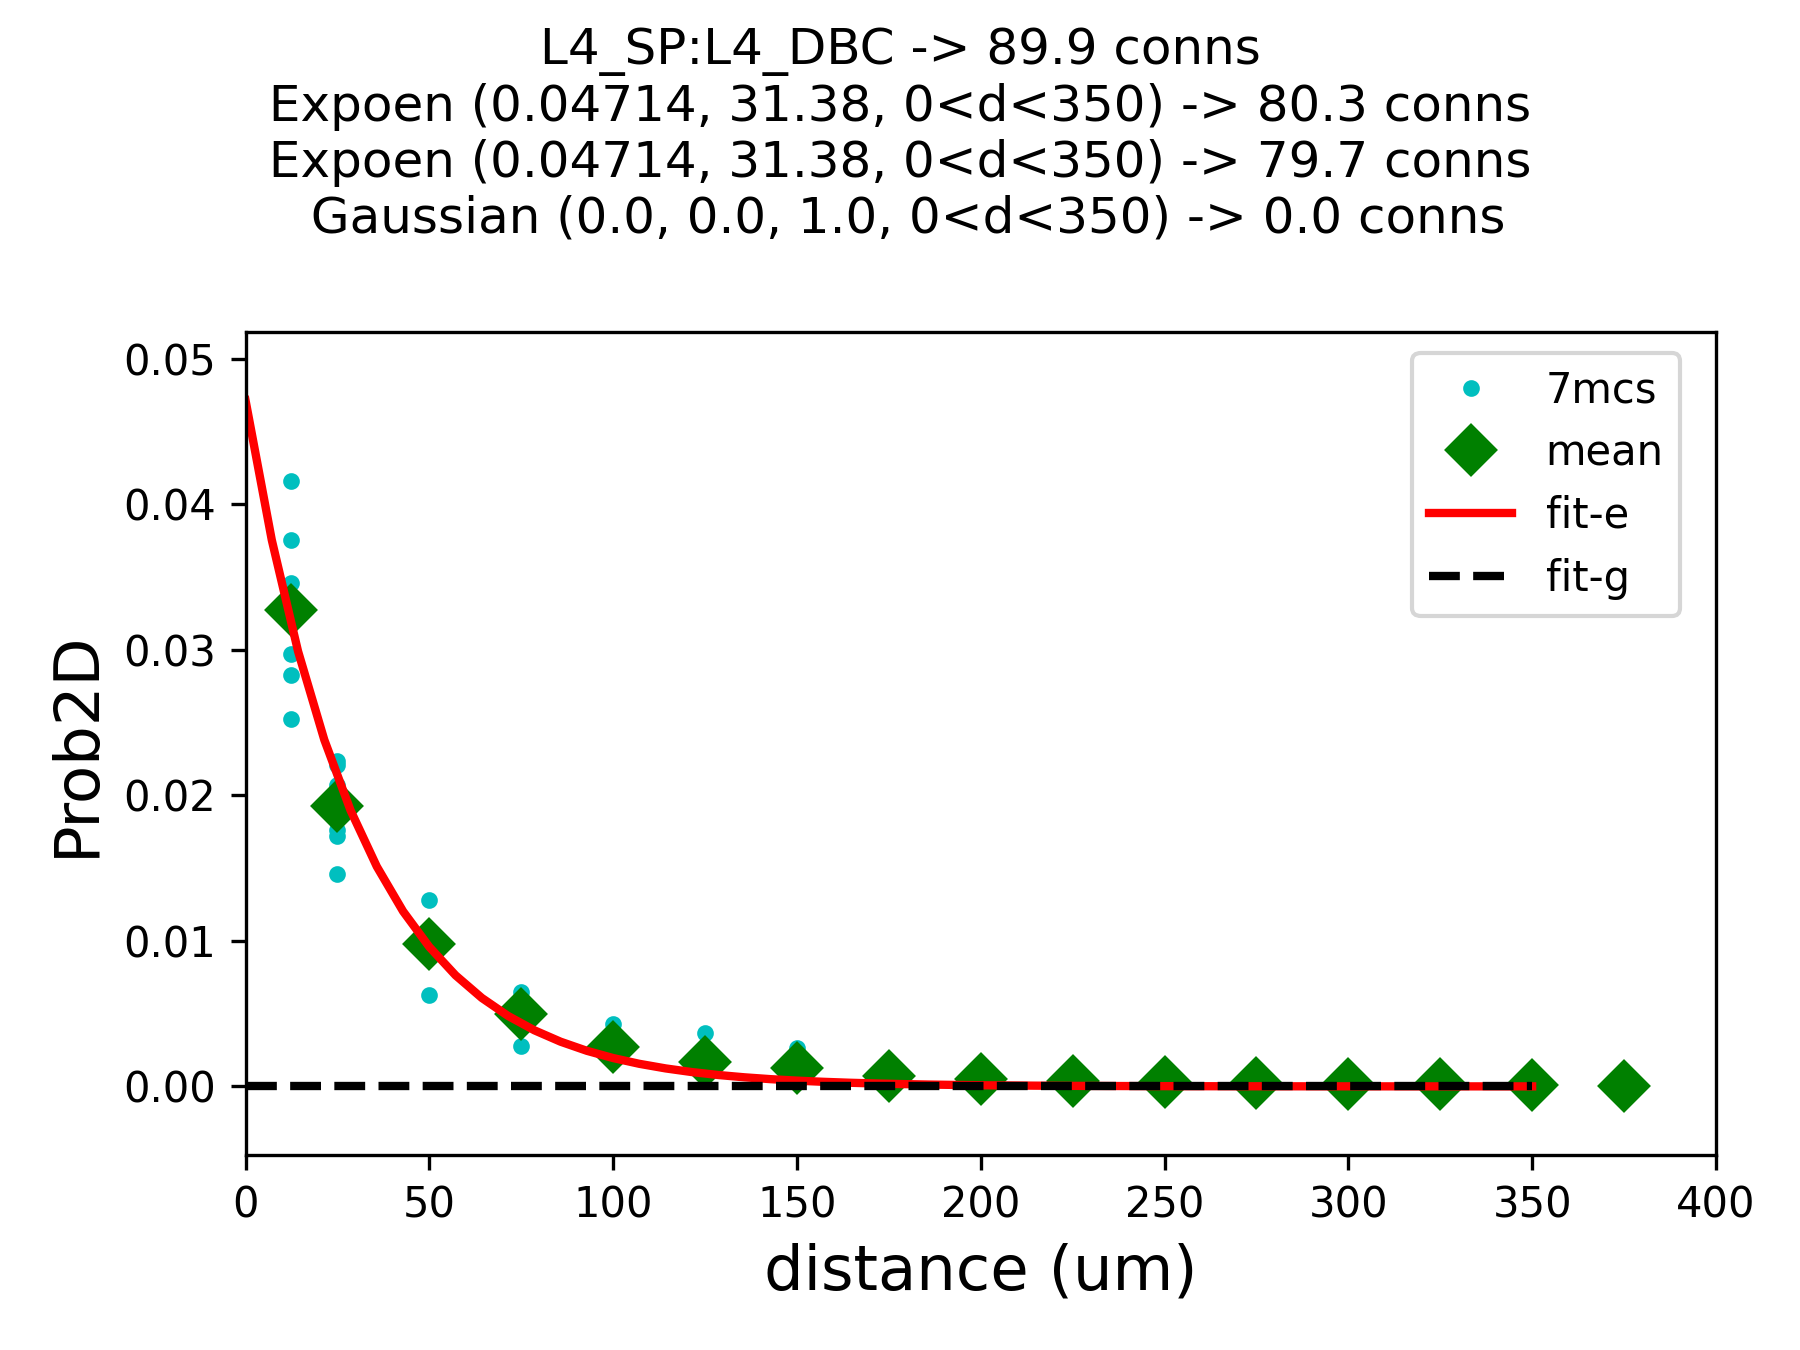 L4_SP:L4_DBC -> 89.9 conns
Expoen (0.04714, 31.38, 0<d<350) -> 80.3 conns
Expoen (0.04714, 31.38, 0<d<350) -> 79.7 conns
Gaussian (0.0, 0.0, 1.0, 0<d<350) -> 0.0 conns
7mcs
mean
fit-e
fit-g
Prob2D
0.05
0.04
0.03
0.02
0.01
0.00
0 50 100 150 200 250 300 350 400
distance (um)